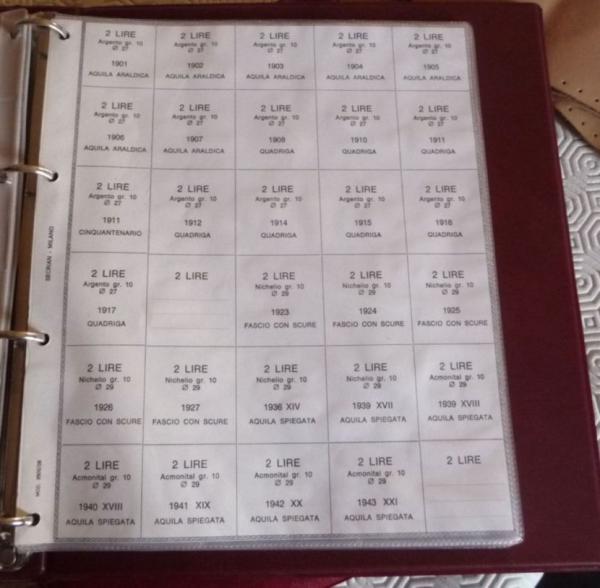 2 LIRE
Argento gr. 10
Ø 27
1901
AQUILA ARALDICA
2 LIRE
Argento gr. 10
Ø 27
1902
AQUILA ARALDICA
2 LIRE
Argento gr. 10
Ø 27
1903
AQUILA ARALDICA
2 LIRE
Argento gr. 10
Ø 27
1904
AQUILA ARALDICA
2 LIRE
Argento gr. 10
Ø 27
1905
AQUILA ARALDICA
2 LIRE
Argento gr. 10
Ø 27
1906
AQUILA ARALDICA
2 LIRE
Argento gr. 10
Ø 27
1907
AQUILA ARALDICA
2 LIRE
Argento gr. 10
Ø 27
1908
QUADRIGA
2 LIRE
Argento gr. 10
Ø 27
1910
QUADRIGA
2 LIRE
Argento gr. 10
Ø 27
1911
QUADRIGA
2 LIRE
Argento gr. 10
Ø 27
1911
CINQUANTENARIO
2 LIRE
Argento gr. 10
Ø 27
1912
QUADRIGA
2 LIRE
Argento gr. 10
Ø 27
1914
QUADRIGA
2 LIRE
Argento gr. 10
Ø 27
1915
QUADRIGA
2 LIRE
Argento gr. 10
Ø 27
1916
QUADRIGA
2 LIRE
Argento gr. 10
Ø 27
1917
QUADRIGA
2 LIRE
2 LIRE
Nichelio gr. 10
Ø 29
1923
FASCIO CON SCURE
2 LIRE
Nichelio gr. 10
Ø 29
1924
FASCIO CON SCURE
2 LIRE
Nichelio gr. 10
Ø 29
1925
FASCIO CON SCURE
2 LIRE
Nichelio gr. 10
Ø 29
1926
FASCIO CON SCURE
2 LIRE
Nichelio gr. 10
Ø 29
1927
FASCIO CON SCURE
2 LIRE
Nichelio gr. 10
Ø 29
1936 XIV
AQUILA SPIEGATA
2 LIRE
Nichelio gr. 10
Ø 29
1939 XVII
AQUILA SPIEGATA
2 LIRE
Acmonital gr. 10
Ø 29
1939 XVIII
AQUILA SPIEGATA
2 LIRE
Acmonital gr. 10
Ø 29
1940 XVIII
AQUILA SPIEGATA
2 LIRE
Acmonital gr. 10
Ø 29
1941 XIX
AQUILA SPIEGATA
2 LIRE
Acmonital gr. 10
Ø 29
1942 XX
AQUILA SPIEGATA
2 LIRE
Acmonital gr. 10
Ø 29
1943 XXI
AQUILA SPIEGATA
2 LIRE
MILANO